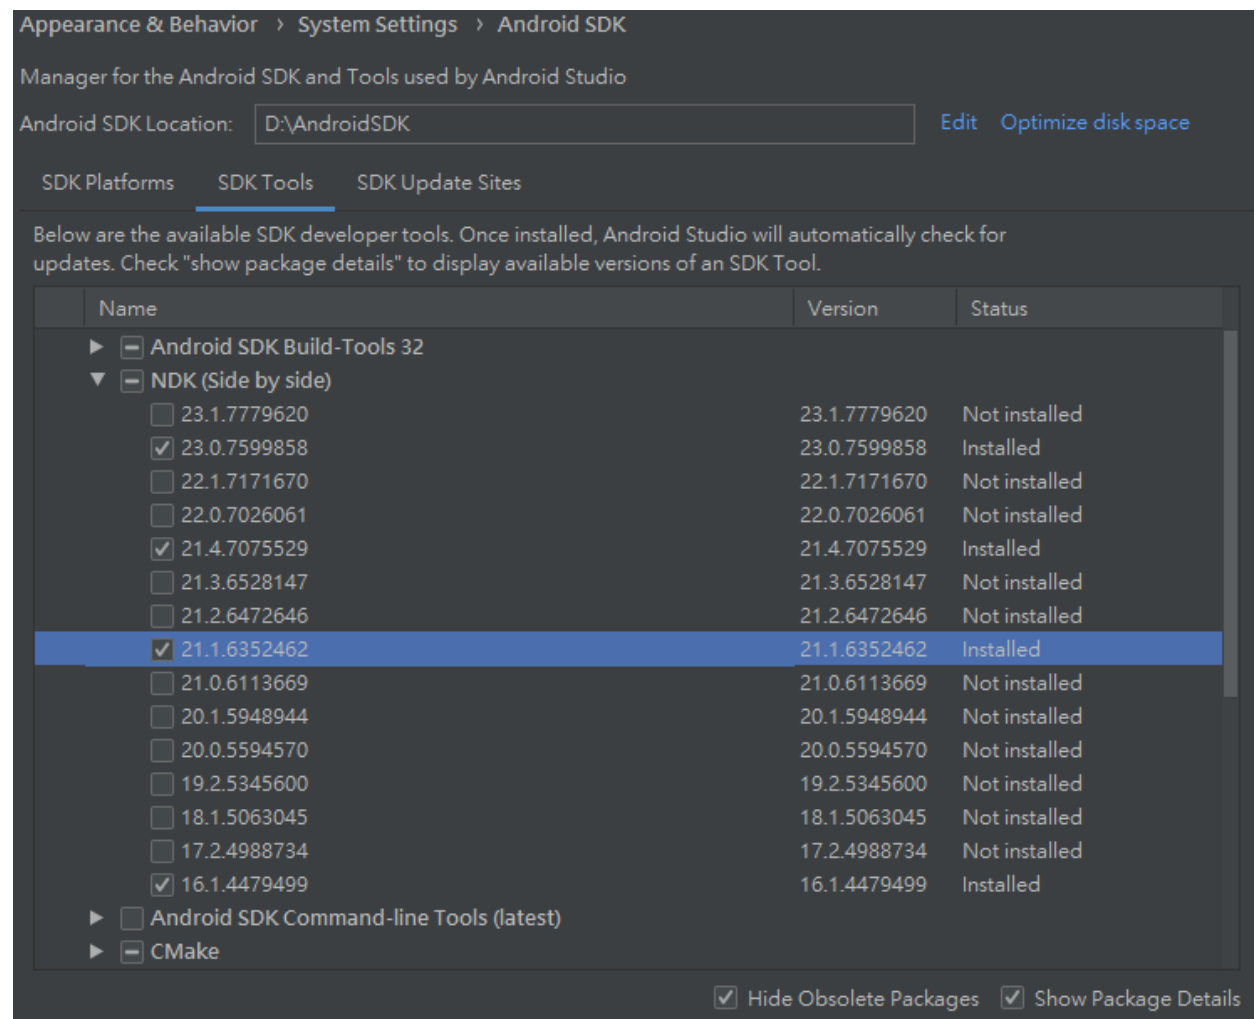 Appearance & Behavior › System Settings › Android SDK
Manager for the Android SDK and Tools used by Android Studio
Android SDK Location: D:\AndroidSDK Edit Optimize disk space
SDK Platforms SDK Tools SDK Update Sites
Below are the available SDK developer tools. Once installed, Android Studio will automatically check for
updates. Check "show package details" to display available versions of an SDK Tool.
Name Version Status
Android SDK Build-Tools 32
NDK (Side by side)
23.1.7779620 23.1.7779620 Not installed
23.0.7599858 23.0.7599858 Installed
22.1.7171670 22.1.7171670 Not installed
22.0.7026061 22.0.7026061 Not installed
21.4.7075529 21.4.7075529 Installed
21.3.6528147 21.3.6528147 Not installed
21.2.6472646 21.2.6472646 Not installed
21.1.6352462 21.1.6352462 Installed
21.0.6113669 21.0.6113669 Not installed
20.1.5948944 20.1.5948944 Not installed
20.0.5594570 20.0.5594570 Not installed
19.2.5345600 19.2.5345600 Not installed
18.1.5063045 18.1.5063045 Not installed
17.2.4988734 17.2.4988734 Not installed
16.1.4479499 16.1.4479499 Installed
Android SDK Command-line Tools (latest)
CMake
Hide Obsolete Packages Show Package Details